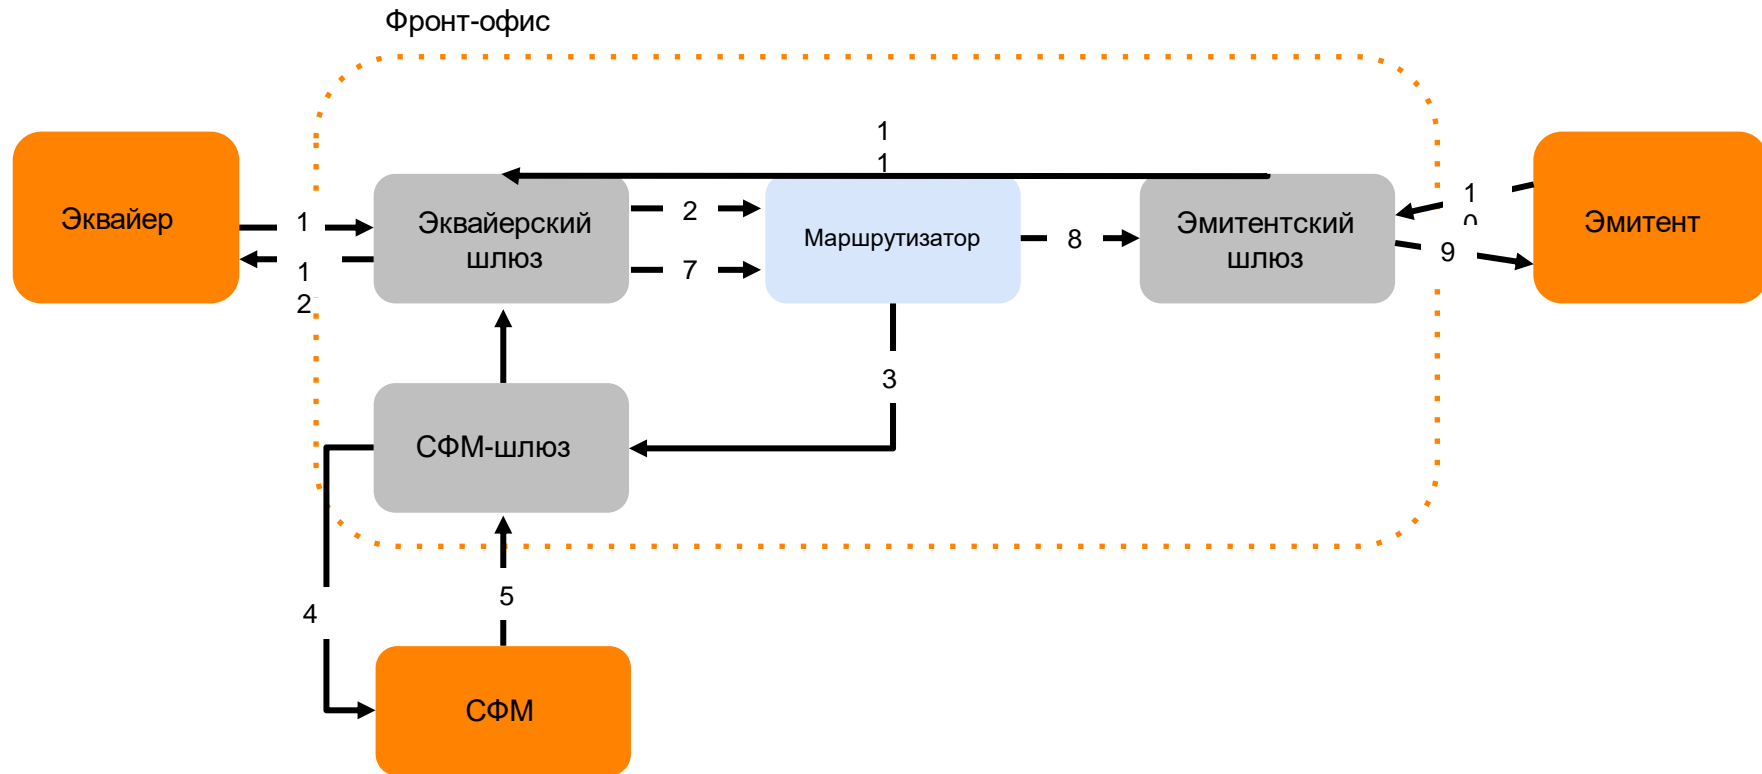 Фронт-офис
1
1
Эквайер
1
Эквайерский
шлюз
2
Маршрутизатор
8
Эмитентский
шлюз
1
0
Эмитент
9
1
2
7
3
СФМ-шлюз
4
5
СФМ